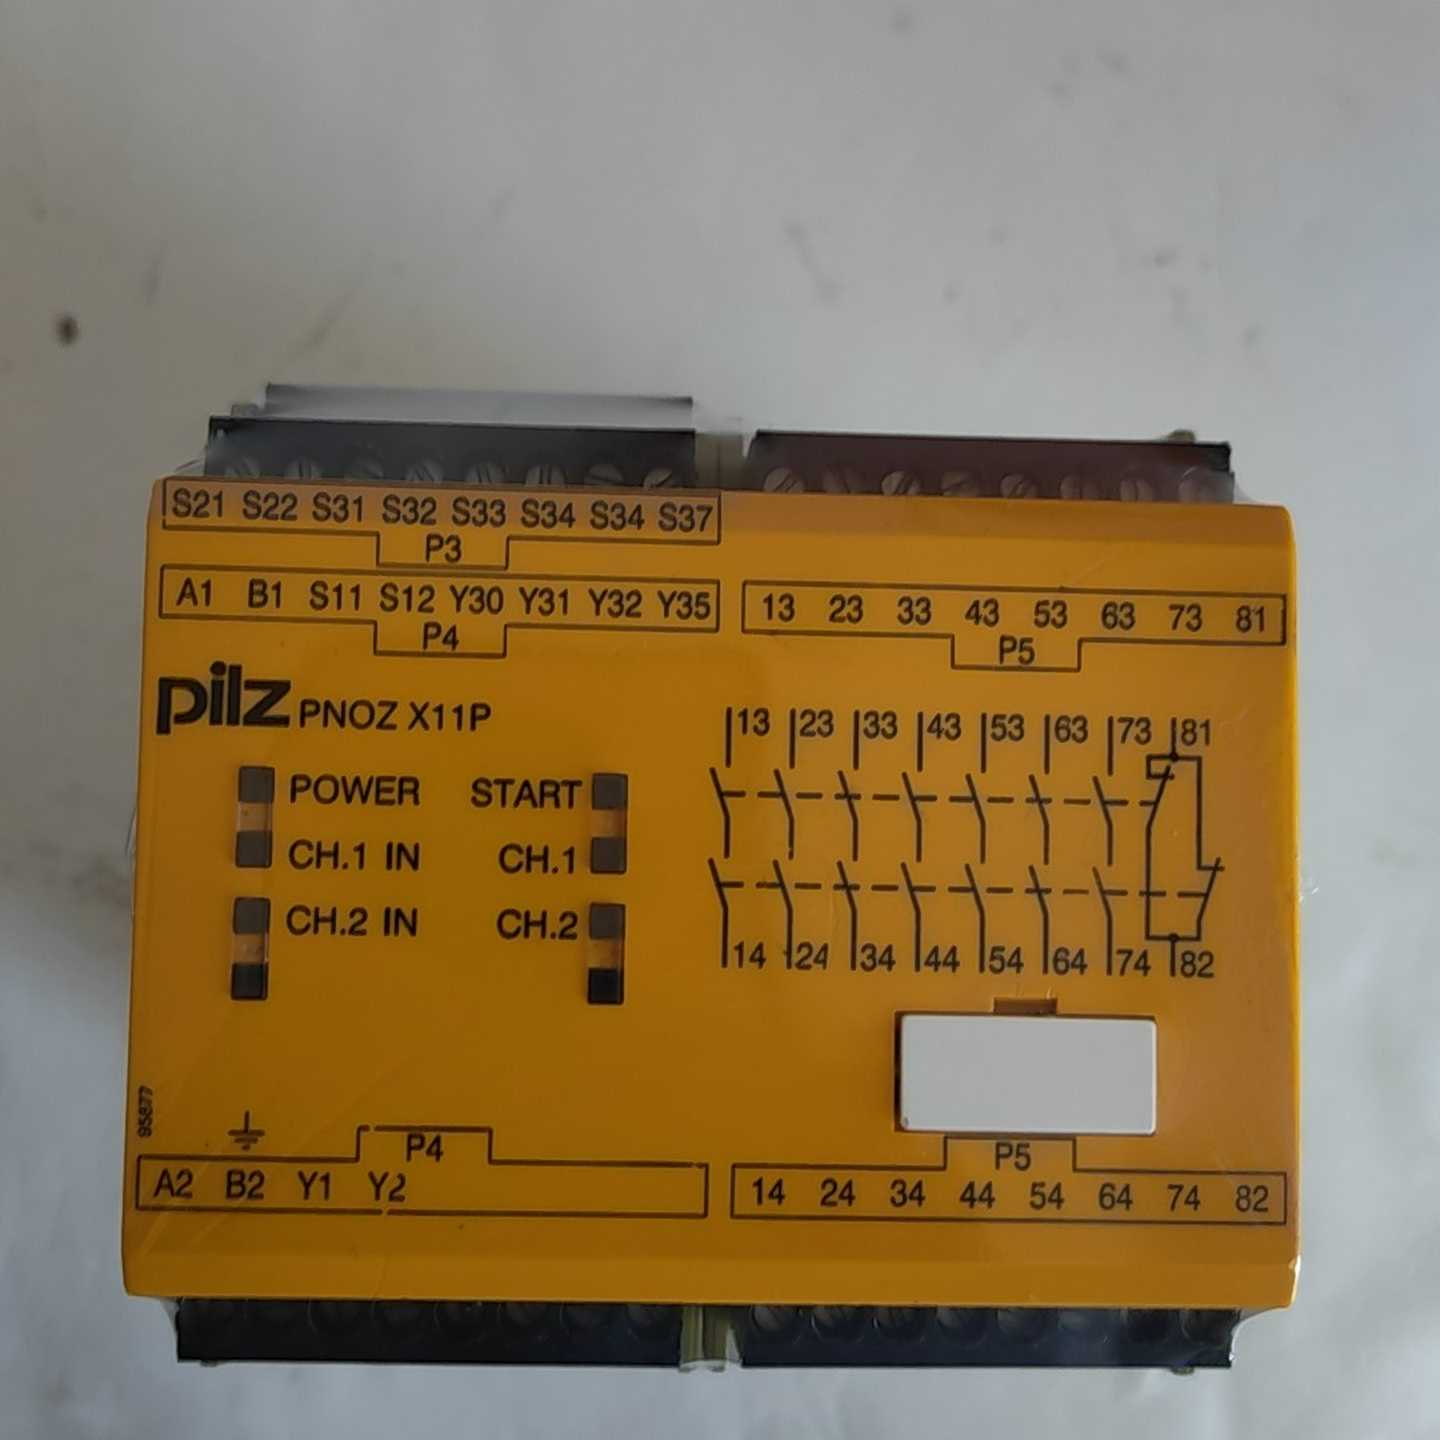 S21 S22 S31 S32 S33 S34 S34 S37
P3
A1 B1 S11 S12 Y30 Y31 Y32 Y35
P4
13 23 33 43 53 63 73 81
P5
pilz PNOZ X11P
13 23 33 43 53 63 73 81
POWER START
CH.1 IN CH.1
CH.2 IN CH.2
14 24 34 44 54 64 74 82
95877
P4
A2 B2 Y1 Y2
P5
14 24 34 44 54 64 74 82